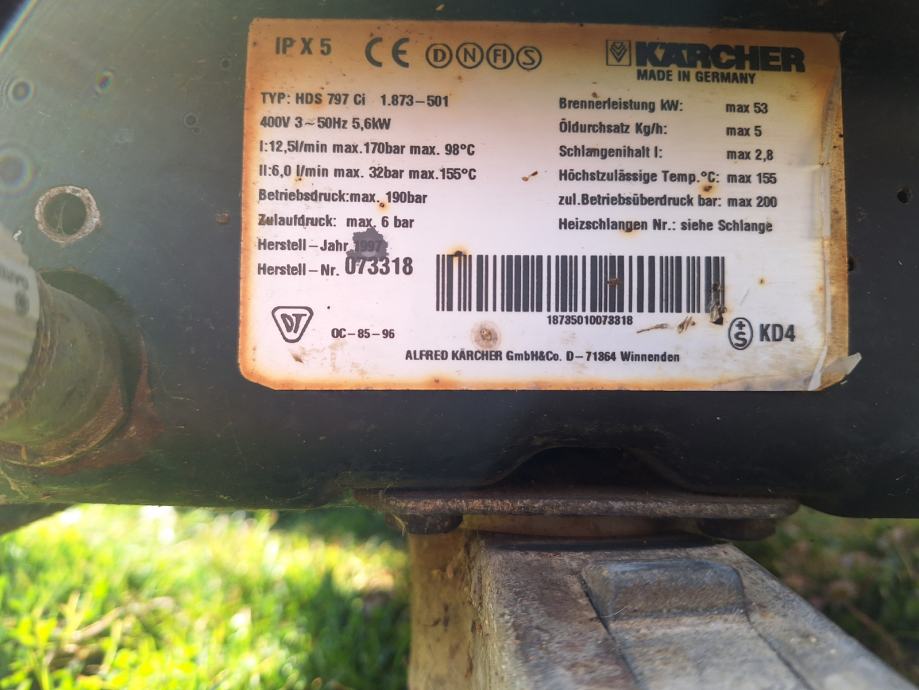 IP X 5 CE D N FI S KÄRCHER
MADE IN GERMANY
TYP: HDS 797 Ci 1.873-501
400V 3~50Hz 5,6kW
I:12,5l/min max.170bar max. 98°C
II:6,0 l/min max. 32bar max.155°C
Betriebsdruck:max. 190bar
Zulaufdruck: max. 6 bar
Herstell-Jahr 1997
Herstell-Nr. 073318
Brennerleistung kW: max 53
Öldurchsatz Kg/h: max 5
Schlangenihalt l: max 2,8
Höchstzulässige Temp.°C: max 155
zul.Betriebsüberdruck bar: max 200
Heizschlangen Nr.: siehe Schlange
18735010073318
DT OC-85-96
+S KD4
ALFRED KÄRCHER GmbH&Co. D-71364 Winnenden